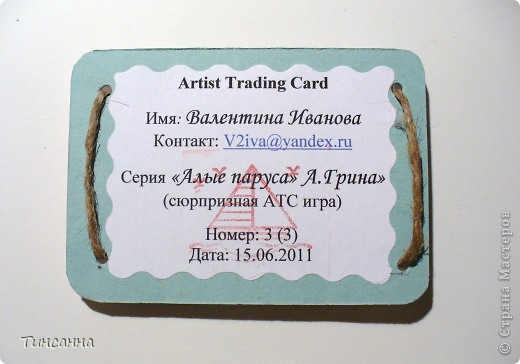 Artist Trading Card
Имя: Валентина Иванова
Контакт: V2iva@yandex.ru
Серия «Алые паруса» А.Грина»
(сюрпризная АТС игра)
Номер: 3 (3)
Дата: 15.06.2011
Тинсанна
© Страна Мастеров